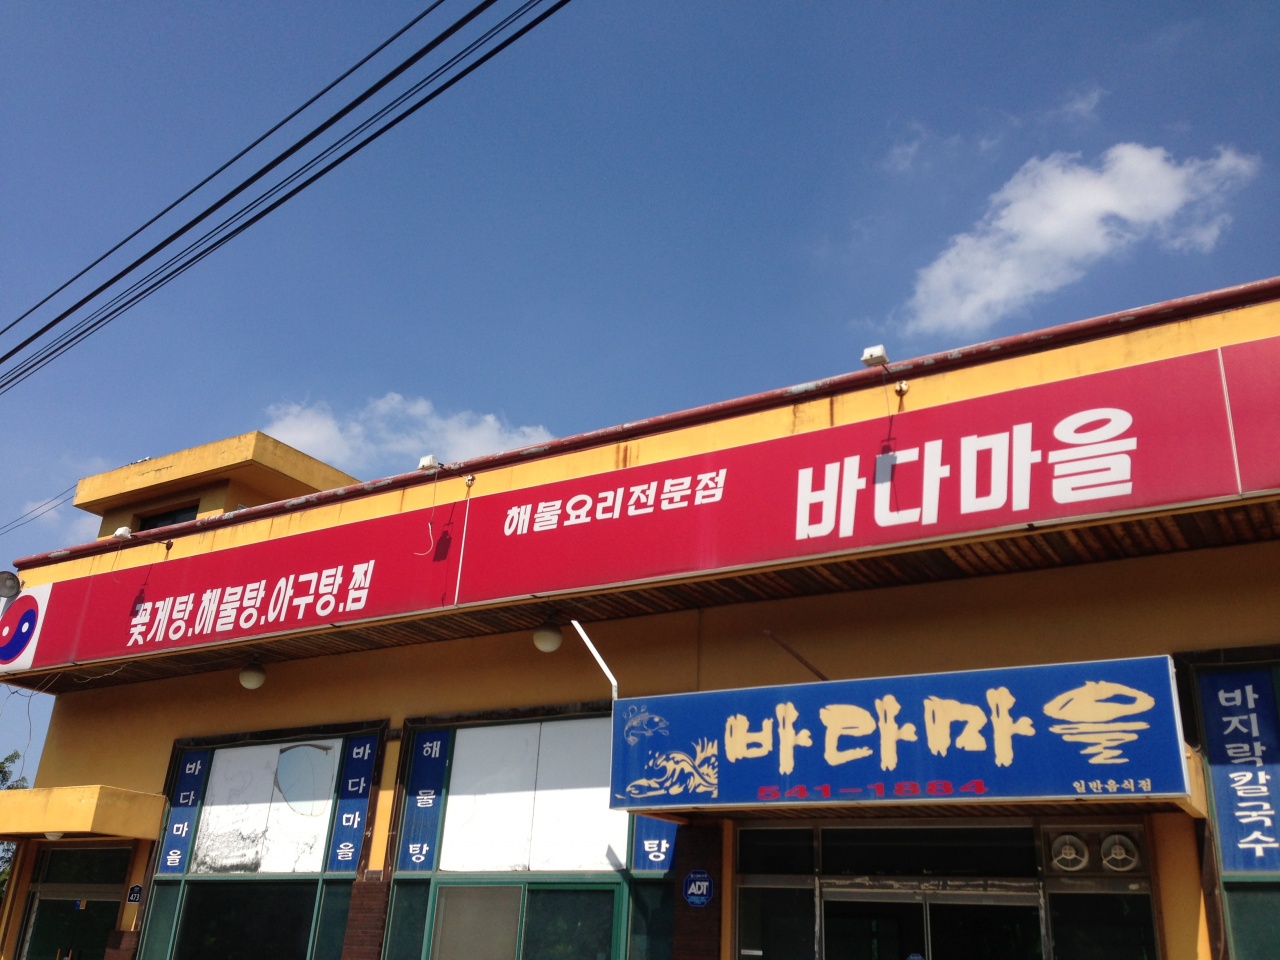 바다마을
해물요리전문점
꽃게탕.해물탕.아구탕.찜
바다마을
541-1884
일반음식점
바다마을
바다마을
해물탕
탕
바지락칼국수
ADT
473